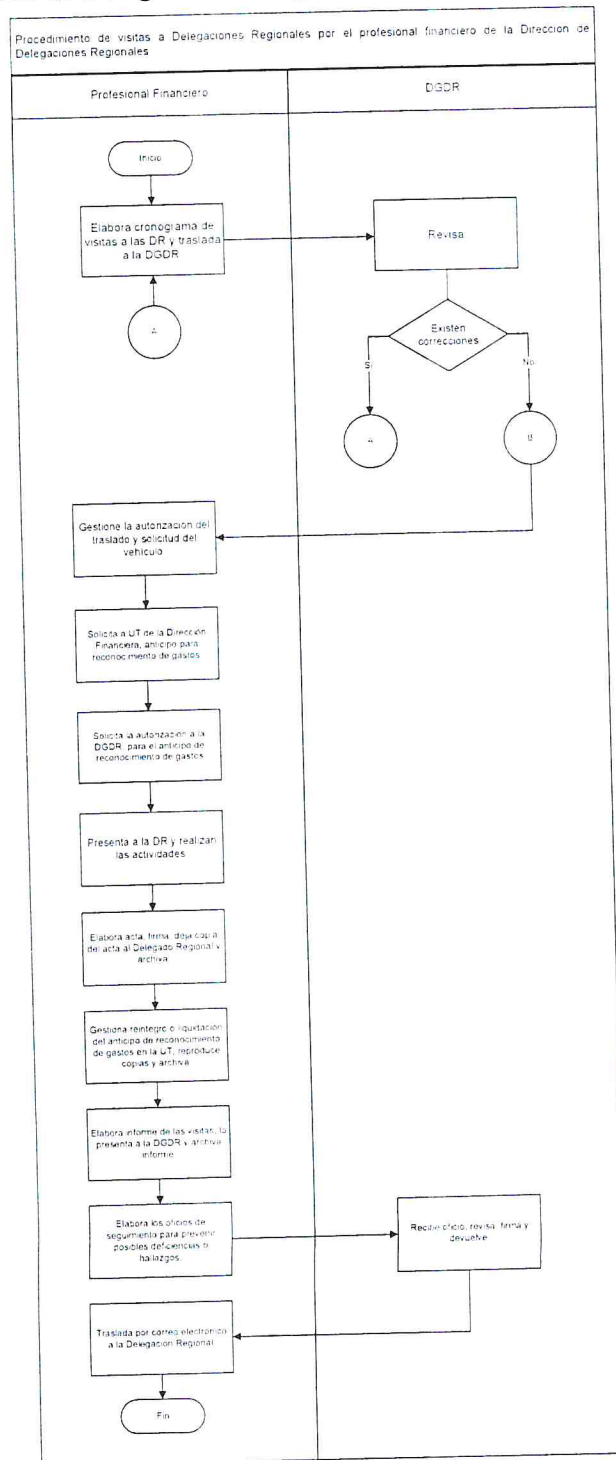 Procedimiento de visitas a Delegaciones Regionales por el profesional financiero de la Dirección de
Delegaciones Regionales
Profesional Financiero
DGDR
Inicio
Elabora cronograma de
visitas a las DR y traslada
a la DGDR
Revisa
A
Existen
correcciones
Si
No
A
B
Gestione la autorización del
traslado y solicitud del
vehículo
Solicita a UT de la Dirección
Financiera, anticipo para
reconocimiento de gastos
Solicita la autorización a la
DGDR, para el anticipo de
reconocimiento de gastos
Presenta a la DR y realizan
las actividades
Elabora acta, firma, deja copia
del acta al Delegado Regional y
archiva
Gestiona reintegro o liquidación
del anticipo de reconocimiento
de gastos en la UT, reproduce
copias y archiva
Elabora informe de las visitas, lo
presenta a la DGDR y archiva
informe
Elabora los oficios de
seguimiento para prevenir
posibles deficiencias o
hallazgos.
Recibe oficio, revisa, firma y
devuelve
Traslada por correo electrónico
a la Delegación Regional
Fin